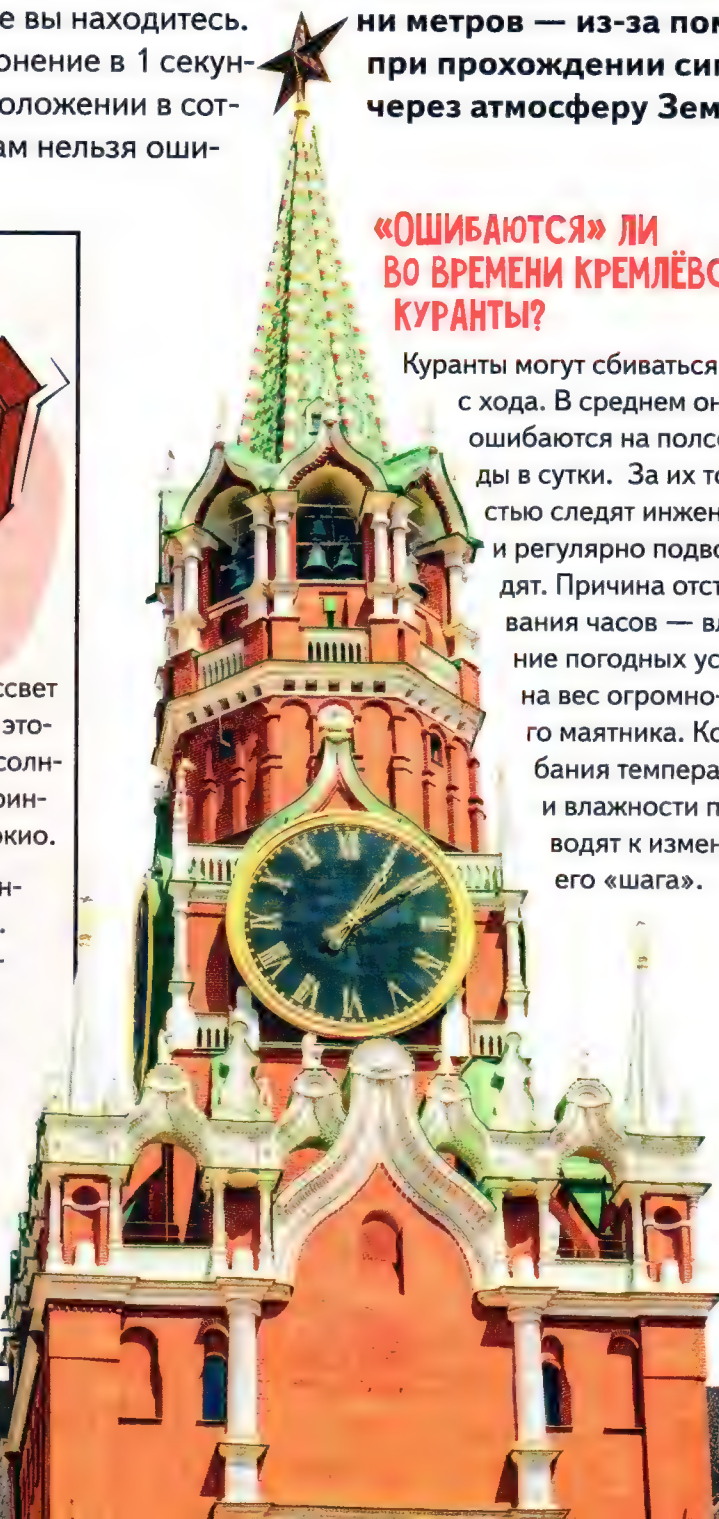 е вы находитесь.
онение в 1 секун-
оложении в сот-
ам нельзя оши-
ни метров — из-за пом
при прохождении сиг
через атмосферу Зем
«ОШИБАЮТСЯ» ЛИ
ВО ВРЕМЕНИ КРЕМЛЁВС
КУРАНТЫ?
Куранты могут сбиваться
с хода. В среднем он
ошибаются на полсе
ды в сутки. За их то
стью следят инжен
и регулярно подво
дят. Причина отст
вания часов — вл
ние погодных ус
на вес огромно-
го маятника. Ко
бания темпера
и влажности п
водят к измен
его «шага».
ссвет
это-
солн-
рин-
окио.
н-